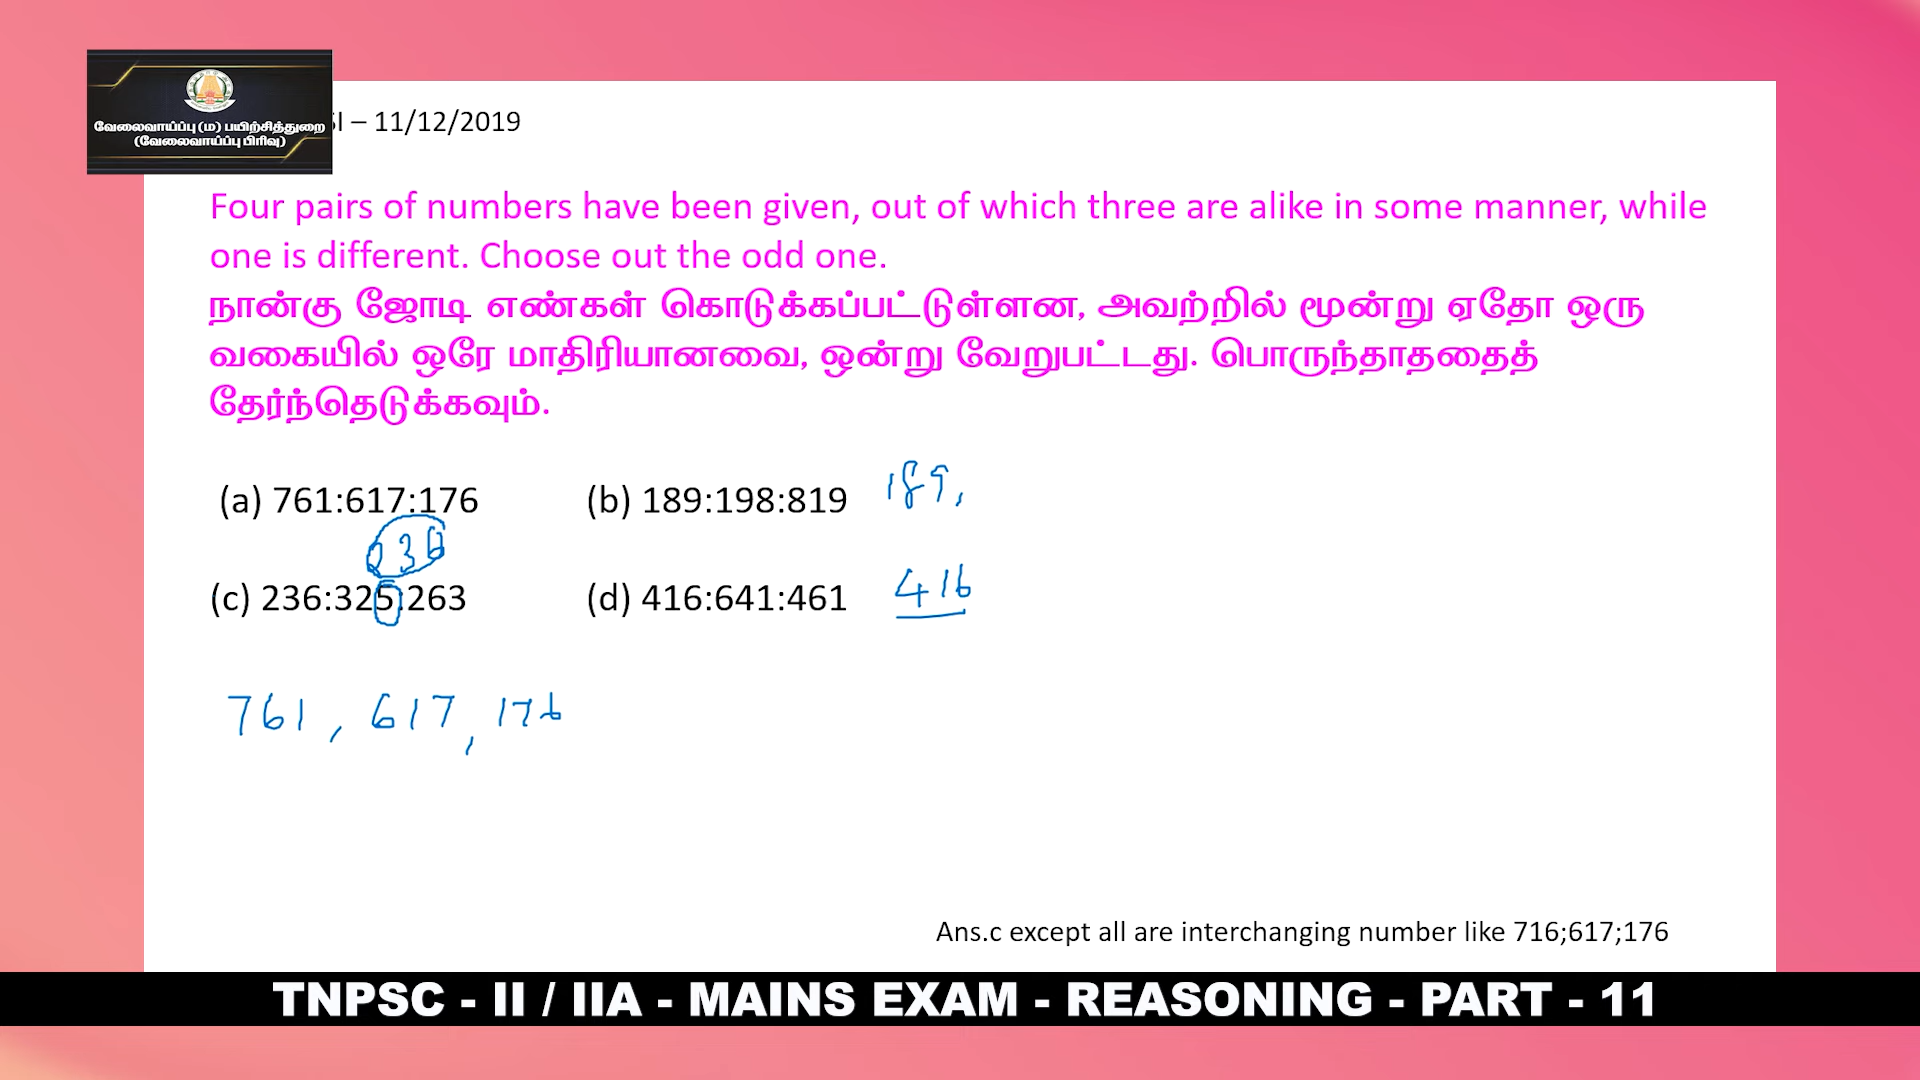 வேலைவாய்ப்பு (ம) பயிற்சித்துறை
(வேலைவாய்ப்பு பிரிவு)
SI – 11/12/2019
Four pairs of numbers have been given, out of which three are alike in some manner, while
one is different. Choose out the odd one.
நான்கு ஜோடி எண்கள் கொடுக்கப்பட்டுள்ளன, அவற்றில் மூன்று ஏதோ ஒரு
வகையில் ஒரே மாதிரியானவை, ஒன்று வேறுபட்டது. பொருந்தாததைத்
தேர்ந்தெடுக்கவும்.
(a) 761:617:176 (b) 189:198:819 189,
236
(c) 236:325:263 (d) 416:641:461 416
761, 617, 176
Ans.c except all are interchanging number like 716;617;176
TNPSC - II / IIA - MAINS EXAM - REASONING - PART - 11